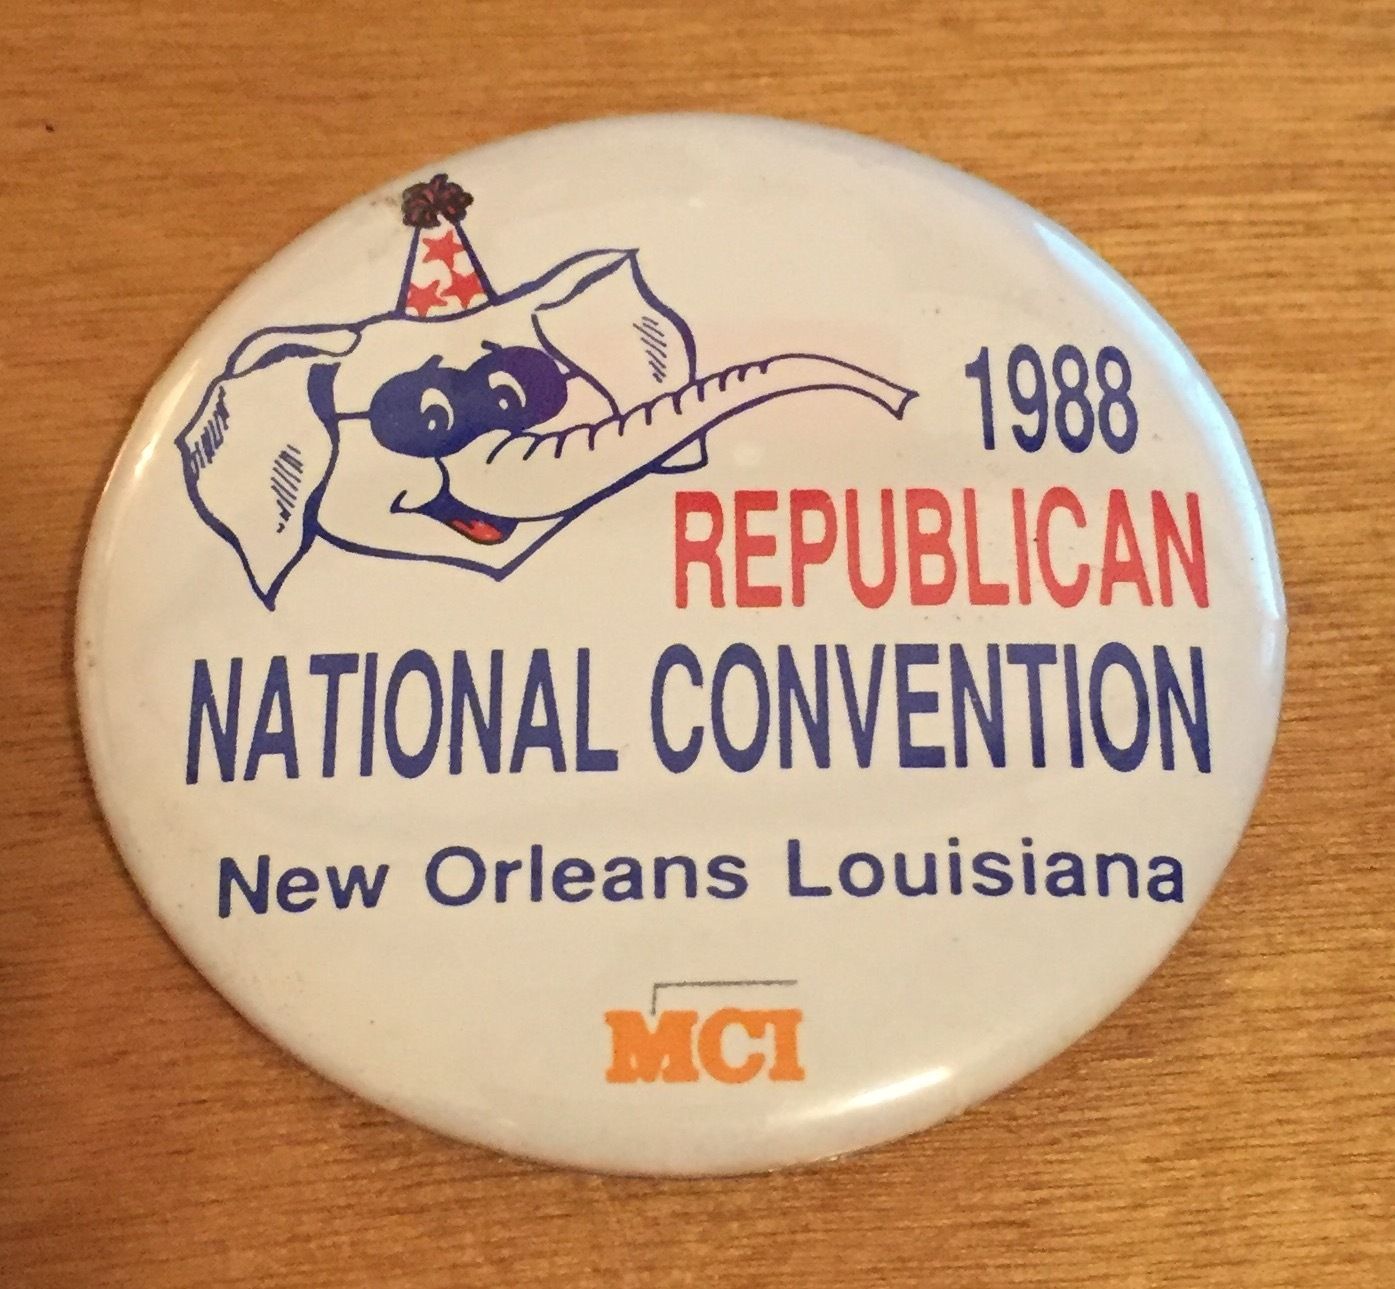 1988
REPUBLICAN
NATIONAL CONVENTION
New Orleans Louisiana
MCI